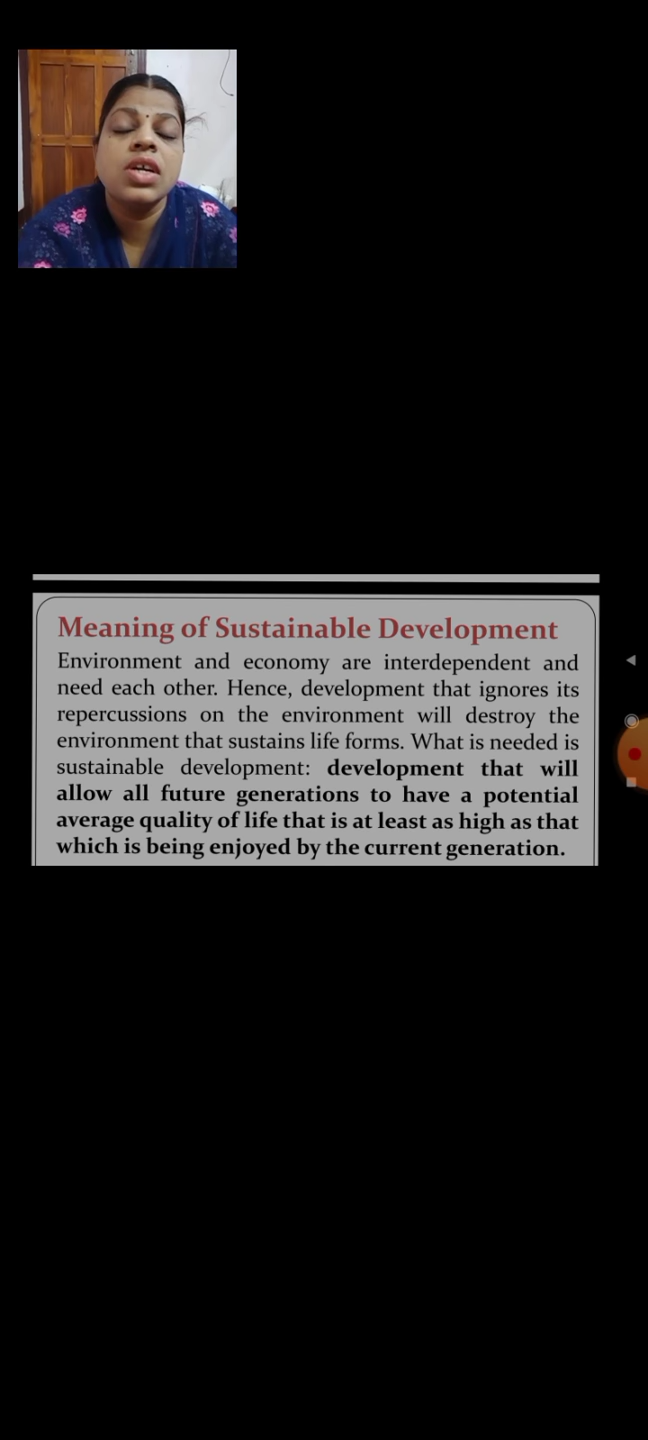 Meaning of Sustainable Development
Environment and economy are interdependent and
need each other. Hence, development that ignores its
repercussions on the environment will destroy the
environment that sustains life forms. What is needed is
sustainable development: development that will
allow all future generations to have a potential
average quality of life that is at least as high as that
which is being enjoyed by the current generation.